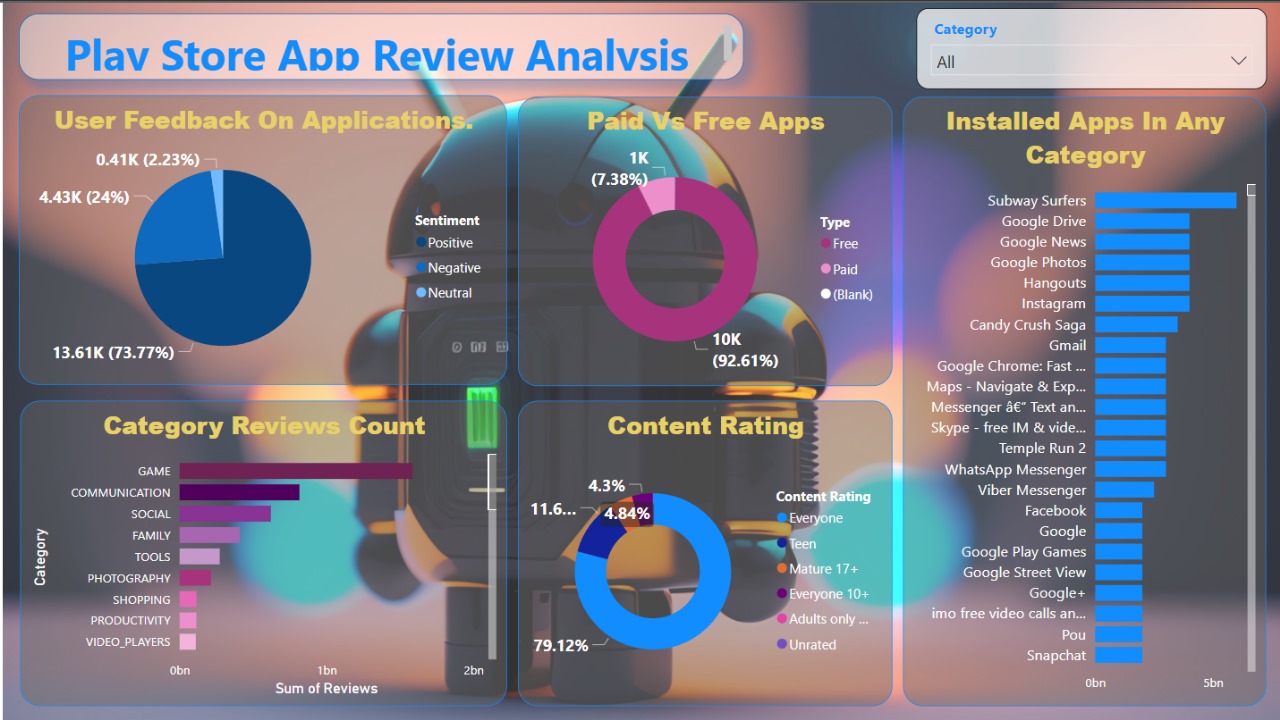 Play Store App Review Analysis
Category
All
User Feedback On Applications.
0.41K (2.23%)
4.43K (24%)
13.61K (73.77%)
Sentiment
Positive
Negative
Neutral
Paid Vs Free Apps
1K
(7.38%)
10K
(92.61%)
Type
Free
Paid
(Blank)
Installed Apps In Any
Category
Subway Surfers
Google Drive
Google News
Google Photos
Hangouts
Instagram
Candy Crush Saga
Gmail
Google Chrome: Fast ...
Maps - Navigate & Exp...
Messenger â€“ Text an...
Skype - free IM & vide...
Temple Run 2
WhatsApp Messenger
Viber Messenger
Facebook
Google
Google Play Games
Google Street View
Google+
imo free video calls an...
Pou
Snapchat
0bn 5bn
Category Reviews Count
Category
GAME
COMMUNICATION
SOCIAL
FAMILY
TOOLS
PHOTOGRAPHY
SHOPPING
PRODUCTIVITY
VIDEO_PLAYERS
0bn 1bn 2bn
Sum of Reviews
Content Rating
4.3%
11.6...
4.84%
79.12%
Content Rating
Everyone
Teen
Mature 17+
Everyone 10+
Adults only ...
Unrated